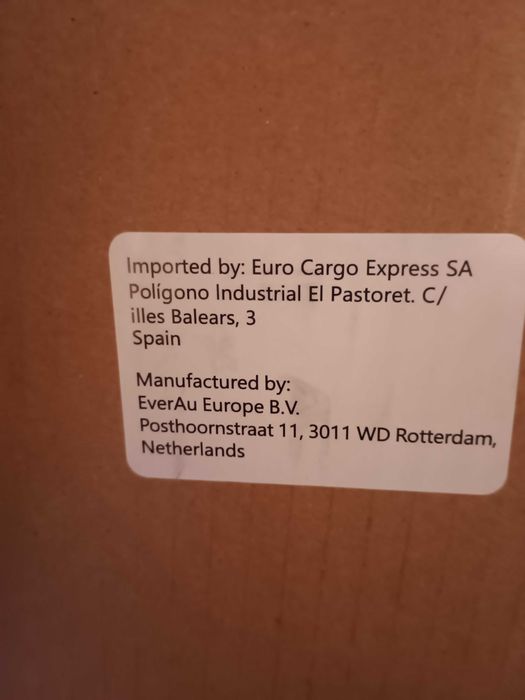 Imported by: Euro Cargo Express SA
Polígono Industrial El Pastoret. C/
illes Balears, 3
Spain
Manufactured by:
EverAu Europe B.V.
Posthoornstraat 11, 3011 WD Rotterdam,
Netherlands